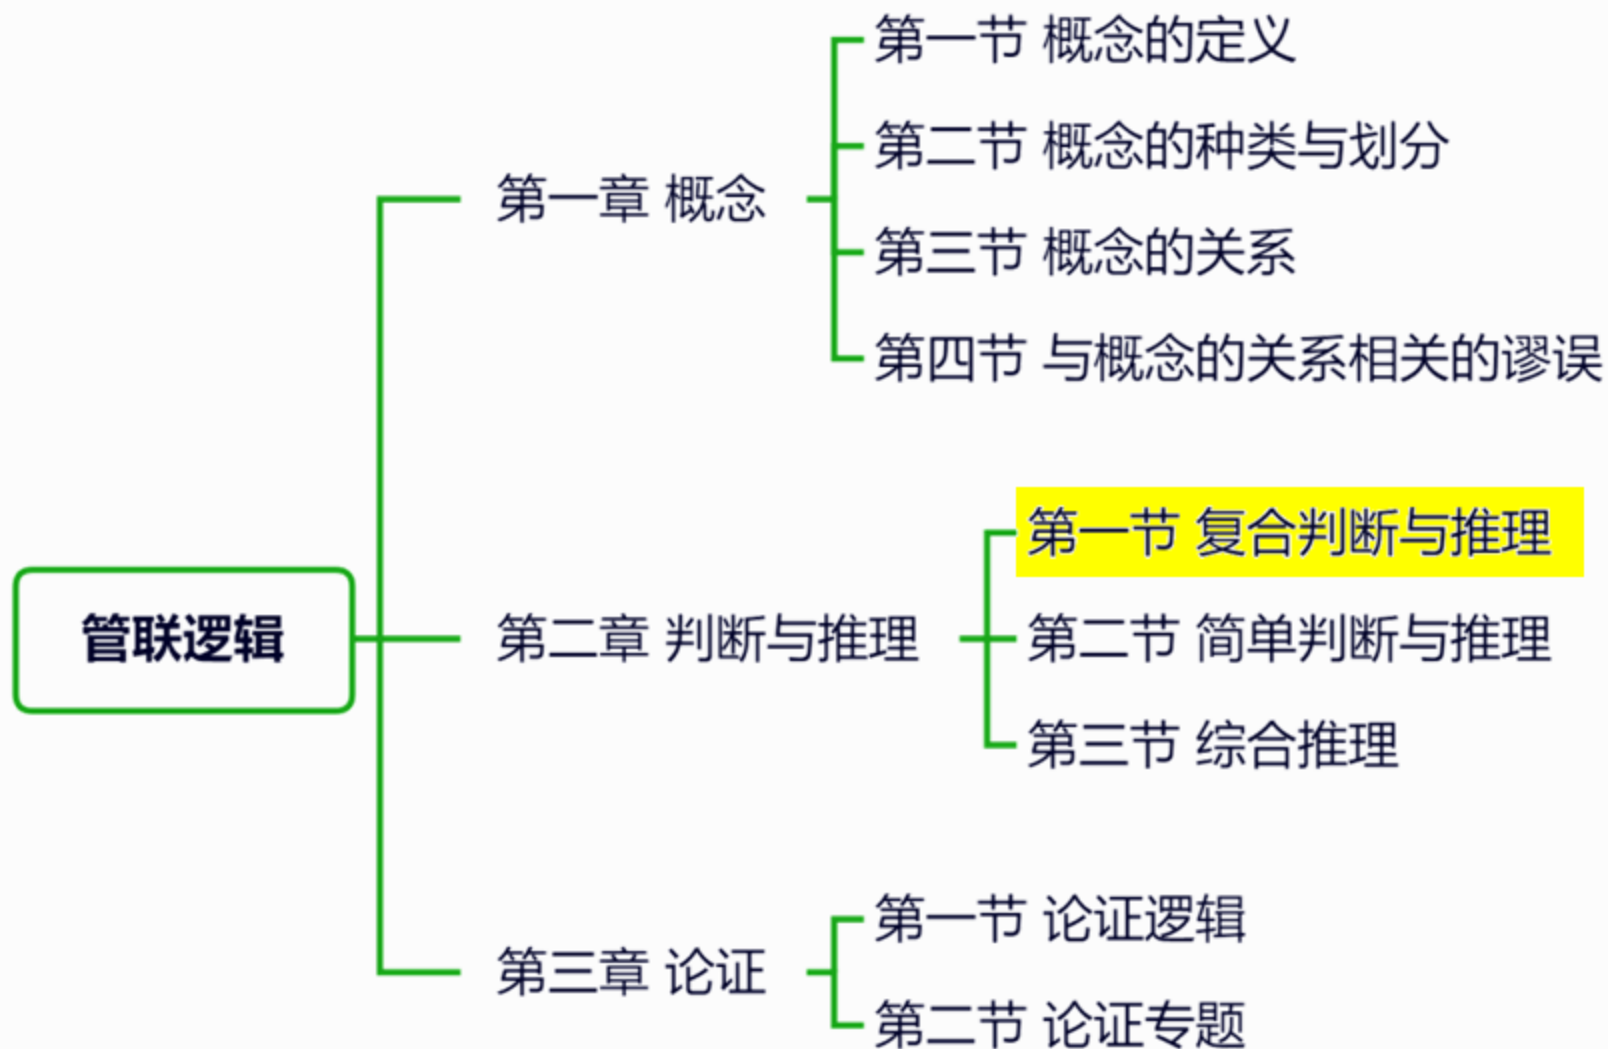 管联逻辑
第一章 概念
第一节 概念的定义
第二节 概念的种类与划分
第三节 概念的关系
第四节 与概念的关系相关的谬误
第二章 判断与推理
第一节 复合判断与推理
第二节 简单判断与推理
第三节 综合推理
第三章 论证
第一节 论证逻辑
第二节 论证专题